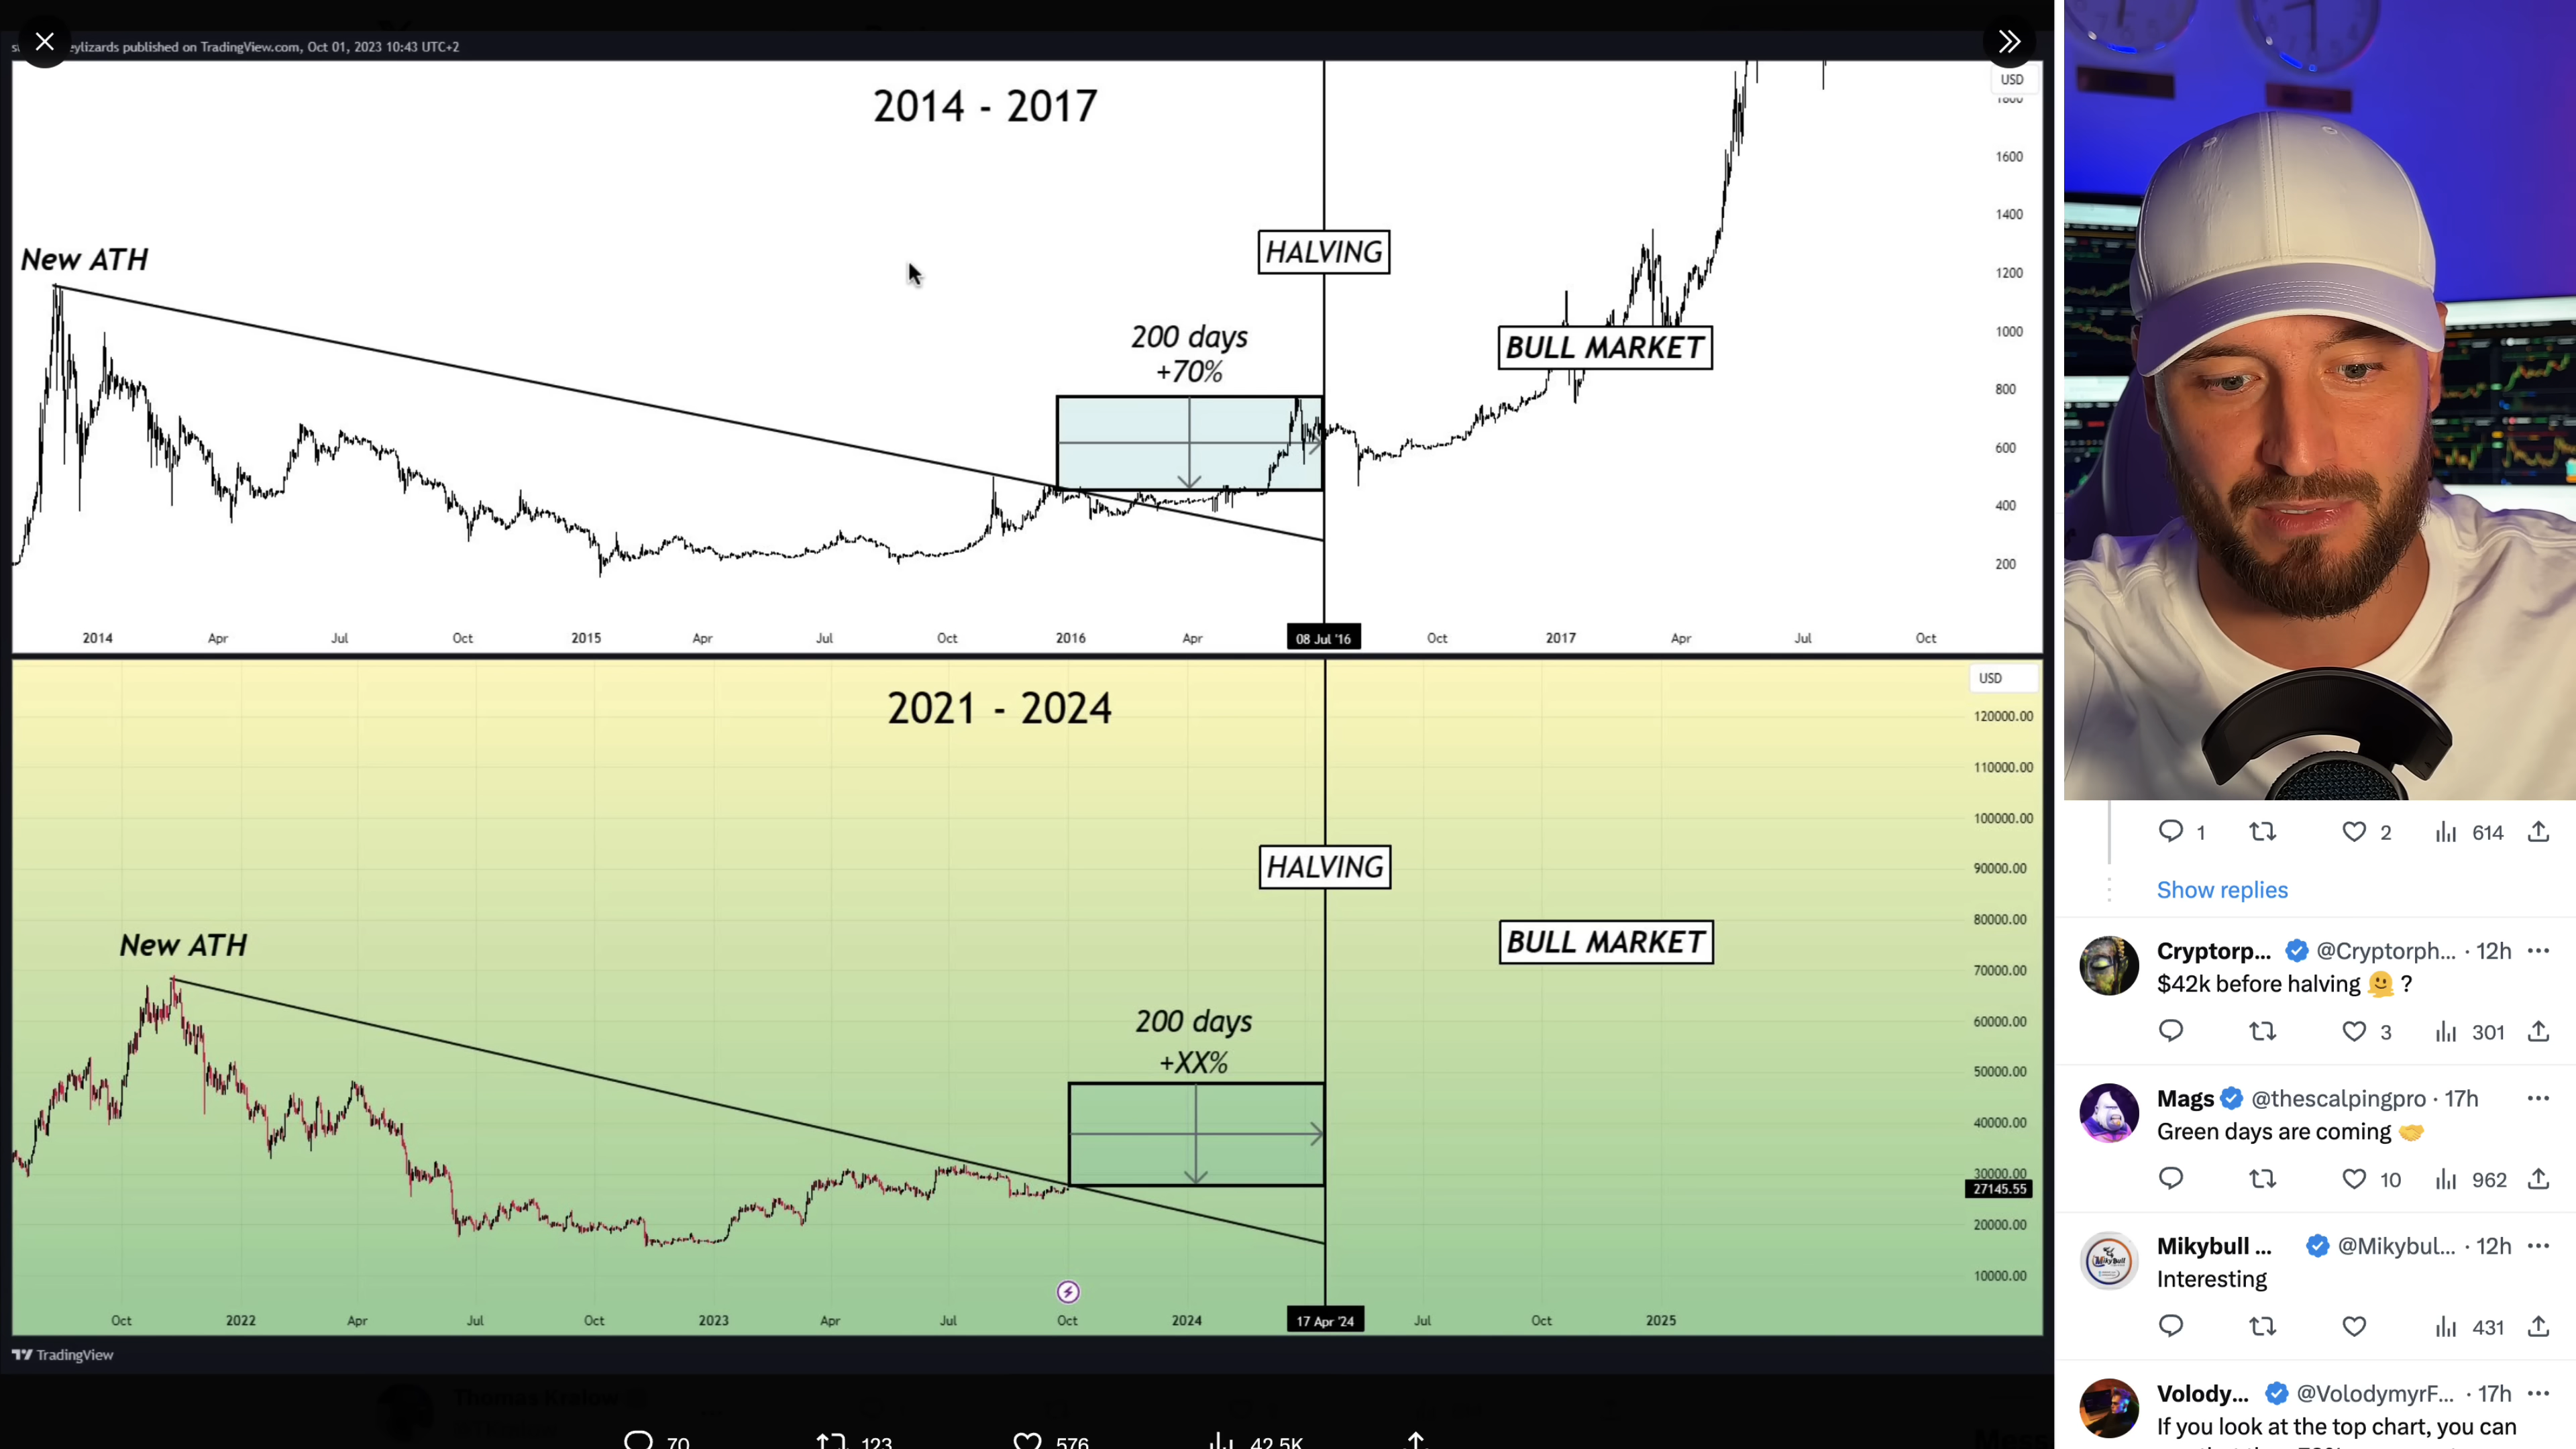 eylizards published on TradingView.com, Oct 01, 2023 10:43 UTC+2
2014 - 2017
USD
1800
1600
1400
1200
1000
800
600
400
200
New ATH
HALVING
200 days
+70%
BULL MARKET
2014 Apr Jul Oct 2015 Apr Jul Oct 2016 Apr 08 Jul '16 Oct 2017 Apr Jul Oct
2021 - 2024
USD
120000.00
110000.00
100000.00
90000.00
80000.00
70000.00
60000.00
50000.00
40000.00
30000.00
27145.55
20000.00
10000.00
HALVING
New ATH
BULL MARKET
200 days
+XX%
Oct 2022 Apr Jul Oct 2023 Apr Jul Oct 2024 17 Apr '24 Jul Oct 2025
TradingView
Thomas Kralow
70 123 576 42.5K
1 2 614
Show replies
Cryptorp... @Cryptorph... · 12h
$42k before halving 🫠 ?
3 301
Mags @thescalpingpro · 17h
Green days are coming 🤝
10 962
Mikybull ... @Mikybul... · 12h
Interesting
431
Volody... @VolodymyrF... · 17h
If you look at the top chart, you can